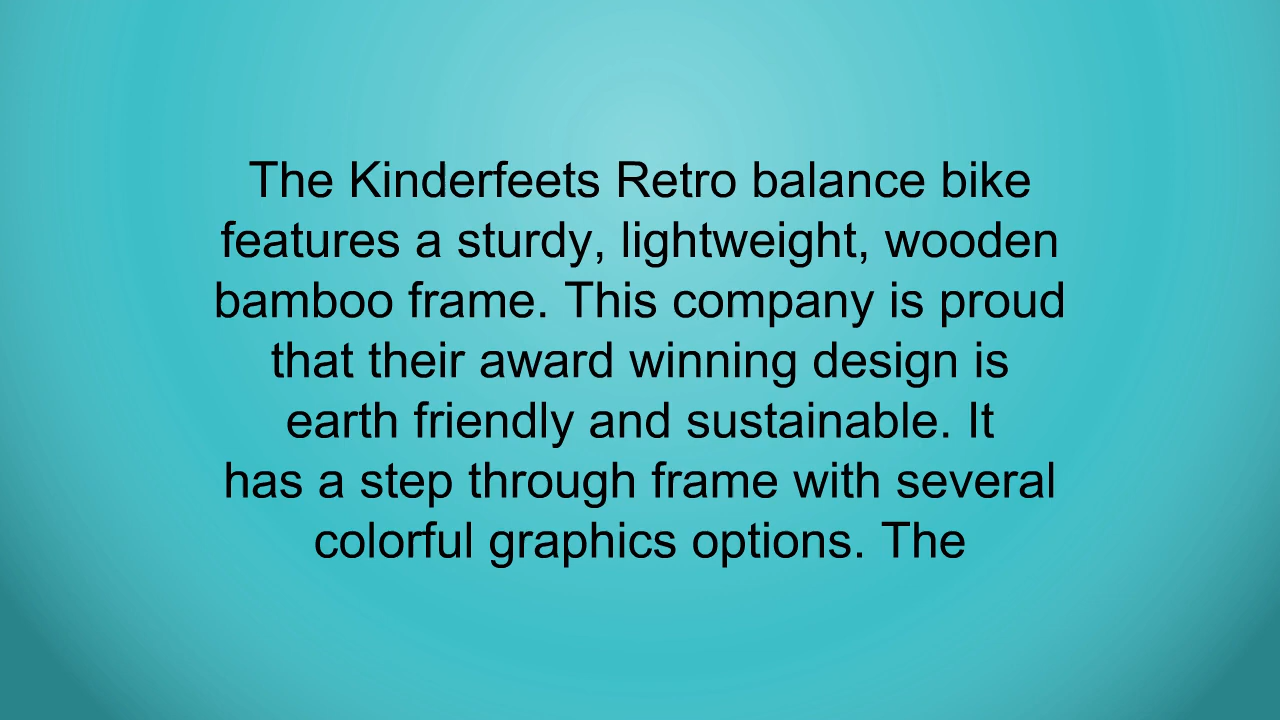 The Kinderfeets Retro balance bike
features a sturdy, lightweight, wooden
bamboo frame. This company is proud
that their award winning design is
earth friendly and sustainable. It
has a step through frame with several
colorful graphics options. The